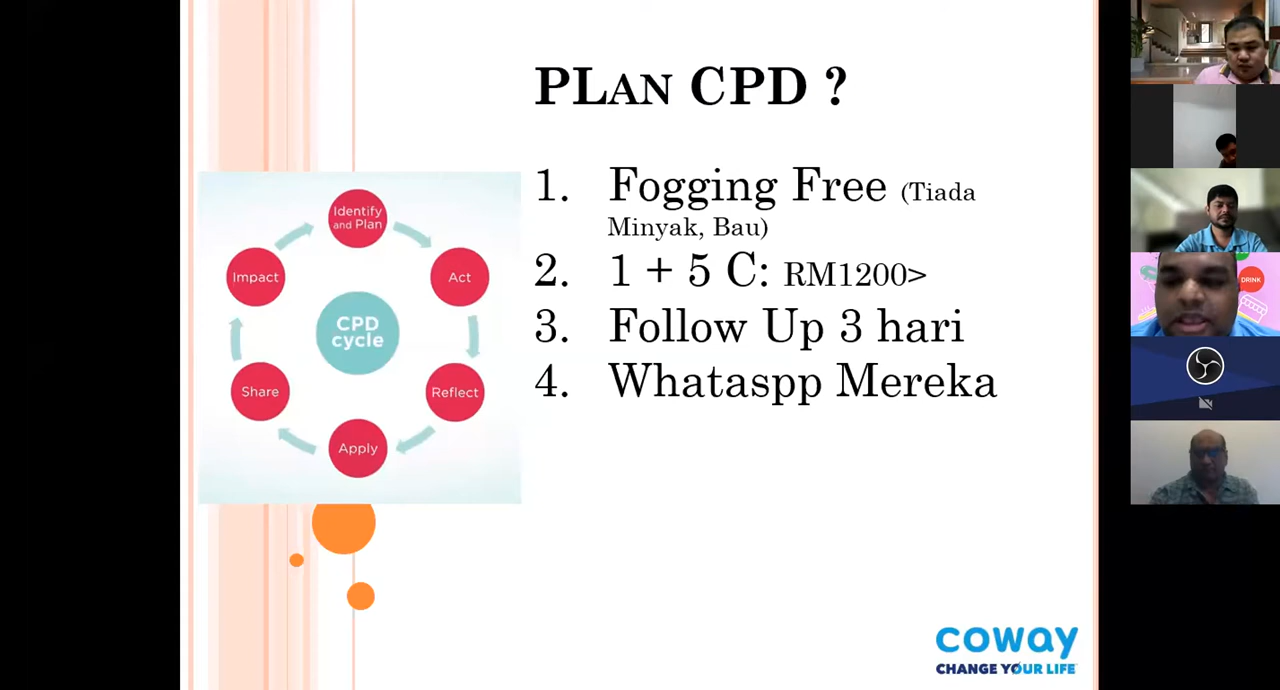 PLAN CPD ?
1. Fogging Free (Tiada
Minyak, Bau)
2. 1 + 5 C: RM1200>
3. Follow Up 3 hari
4. Whataspp Mereka
Identify
and Plan
Act
Reflect
Apply
Share
Impact
CPD
cycle
coway
CHANGE YOUR LIFE
DRINK